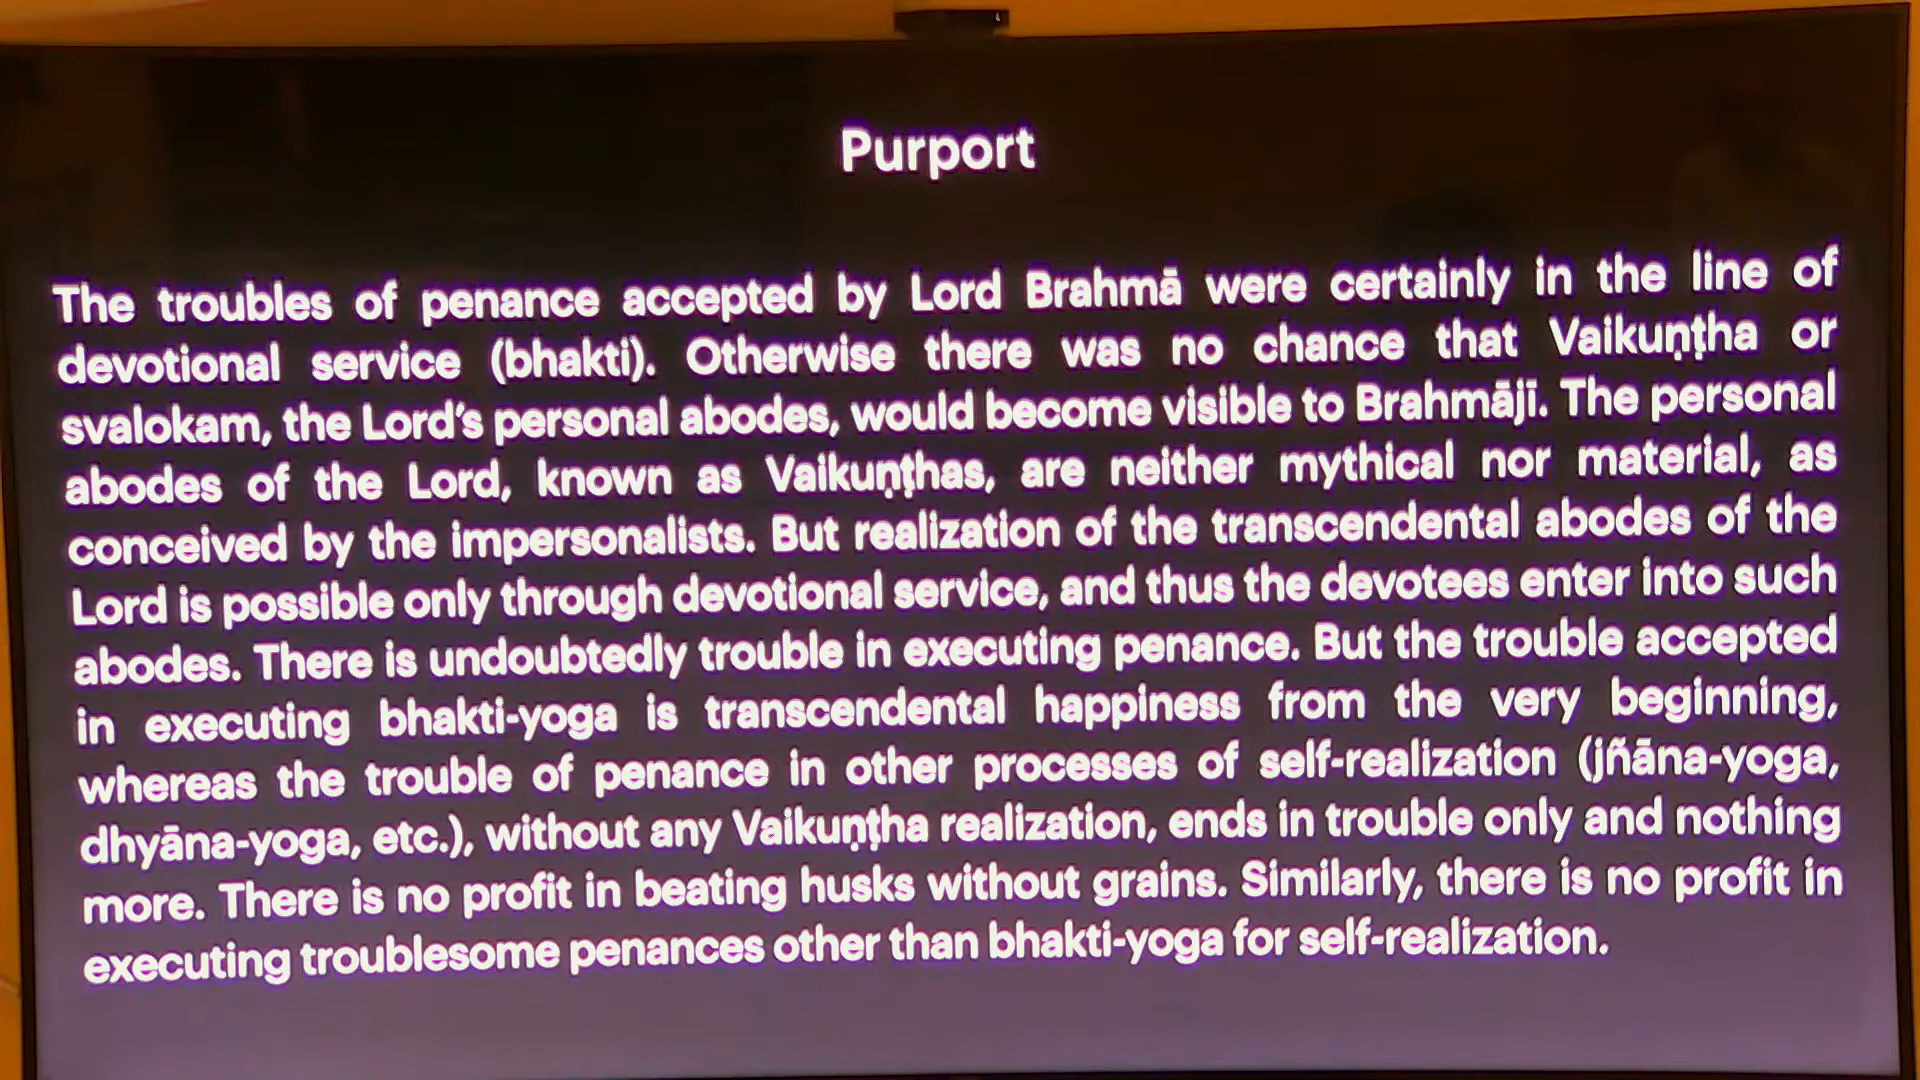 Purport
The troubles of penance accepted by Lord Brahmā were certainly in the line of
devotional service (bhakti). Otherwise there was no chance that Vaikuṇṭha or
svalokam, the Lord's personal abodes, would become visible to Brahmājī. The personal
abodes of the Lord, known as Vaikuṇṭhas, are neither mythical nor material, as
conceived by the impersonalists. But realization of the transcendental abodes of the
Lord is possible only through devotional service, and thus the devotees enter into such
abodes. There is undoubtedly trouble in executing penance. But the trouble accepted
in executing bhakti-yoga is transcendental happiness from the very beginning,
whereas the trouble of penance in other processes of self-realization (jñāna-yoga,
dhyāna-yoga, etc.), without any Vaikuṇṭha realization, ends in trouble only and nothing
more. There is no profit in beating husks without grains. Similarly, there is no profit in
executing troublesome penances other than bhakti-yoga for self-realization.